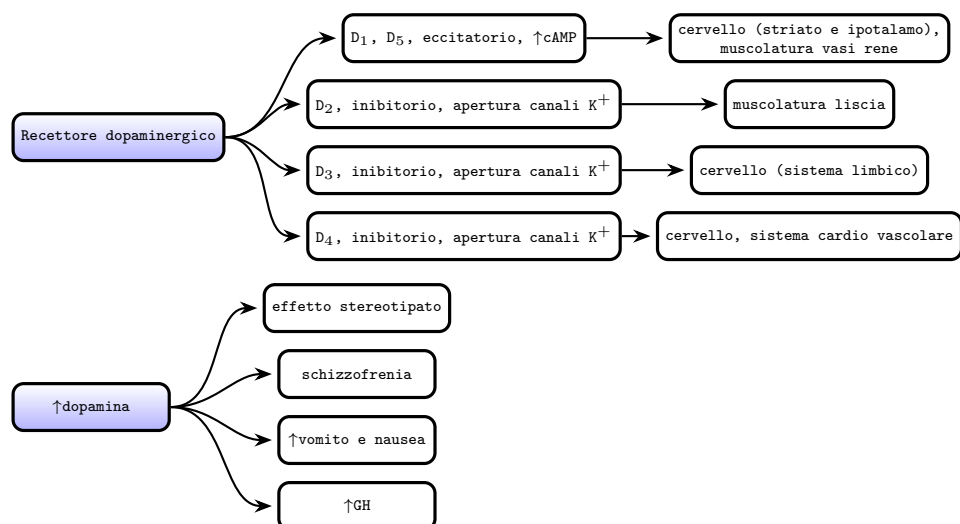 D₁, D₅, eccitatorio, ↑cAMP
cervello (striato e ipotalamo),
muscolatura vasi rene
Recettore dopaminergico
D₂, inibitorio, apertura canali K⁺
muscolatura liscia
D₃, inibitorio, apertura canali K⁺
cervello (sistema limbico)
D₄, inibitorio, apertura canali K⁺
cervello, sistema cardio vascolare
effetto stereotipato
schizzofrenia
↑dopamina
↑vomito e nausea
↑GH